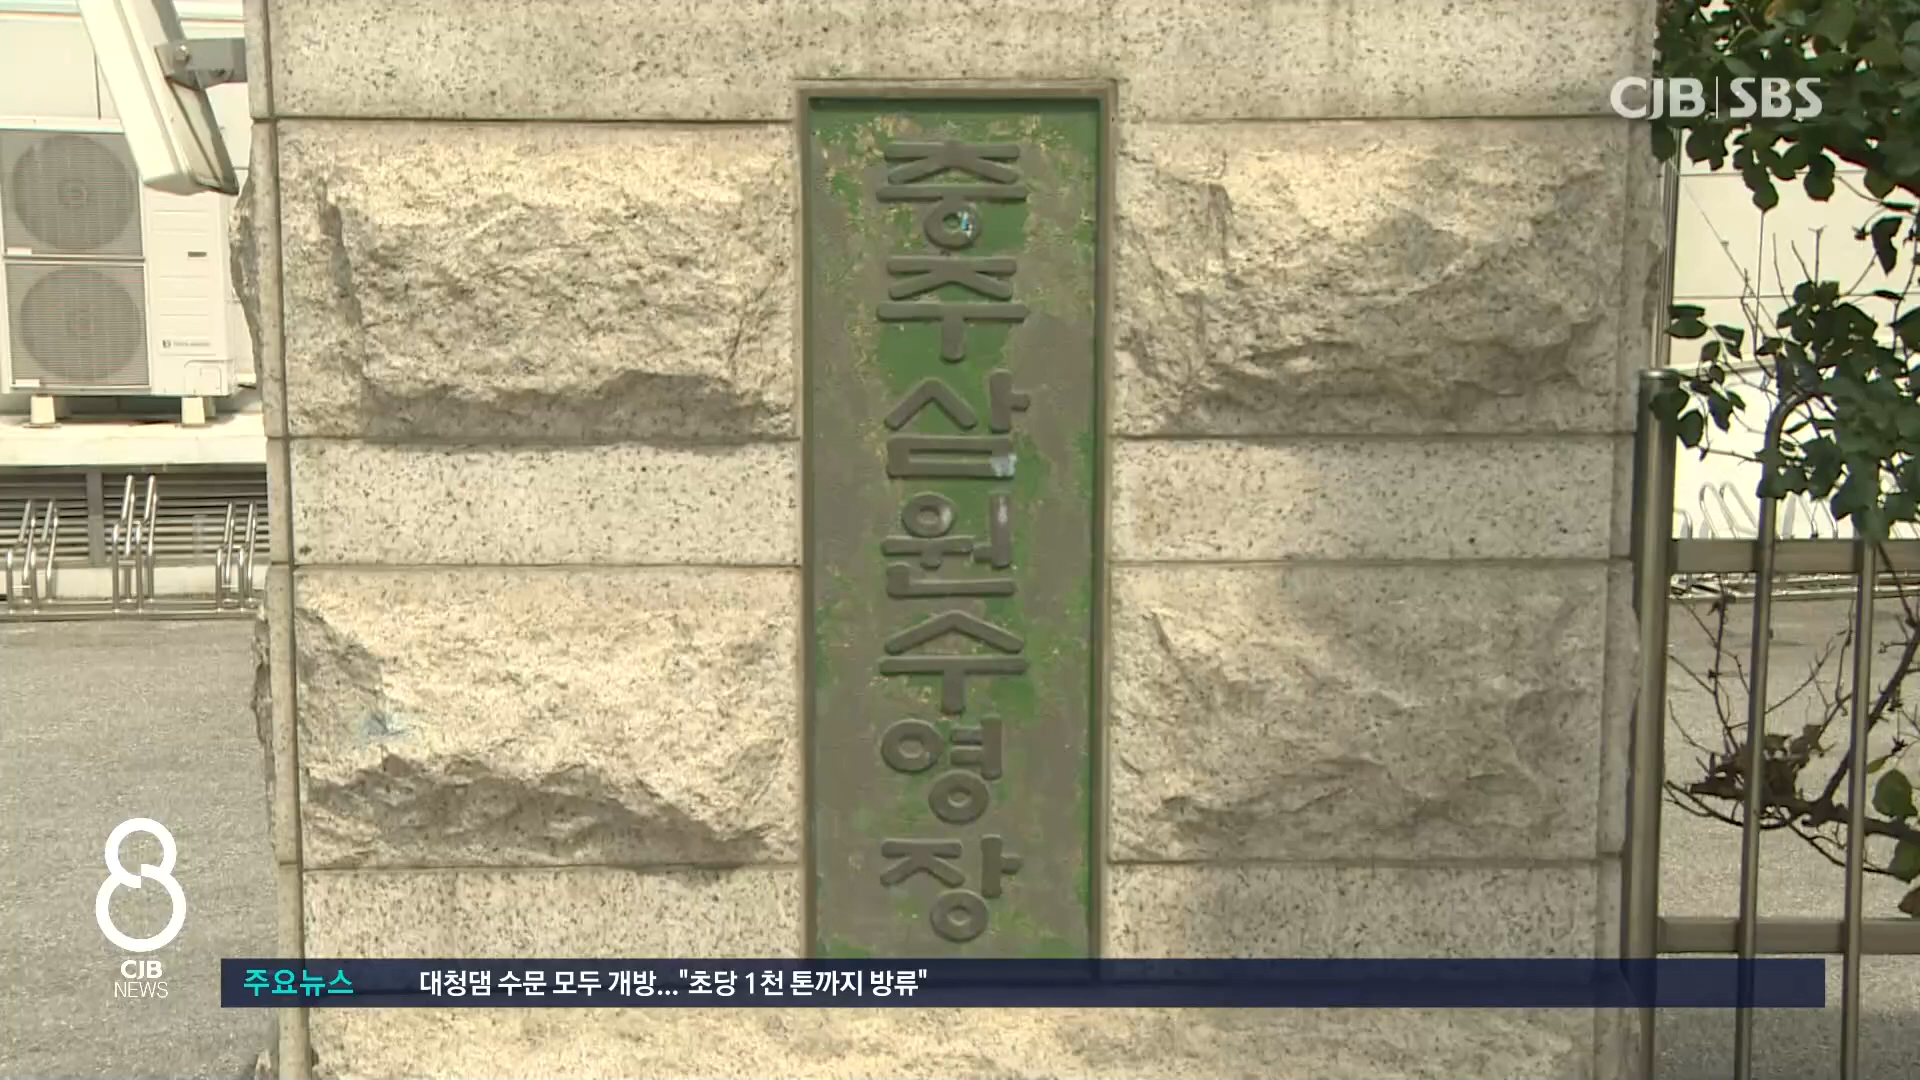 CJB | SBS
충주삼원수영장
8
CJB
NEWS
주요뉴스 대청댐 수문 모두 개방..."초당 1천 톤까지 방류"